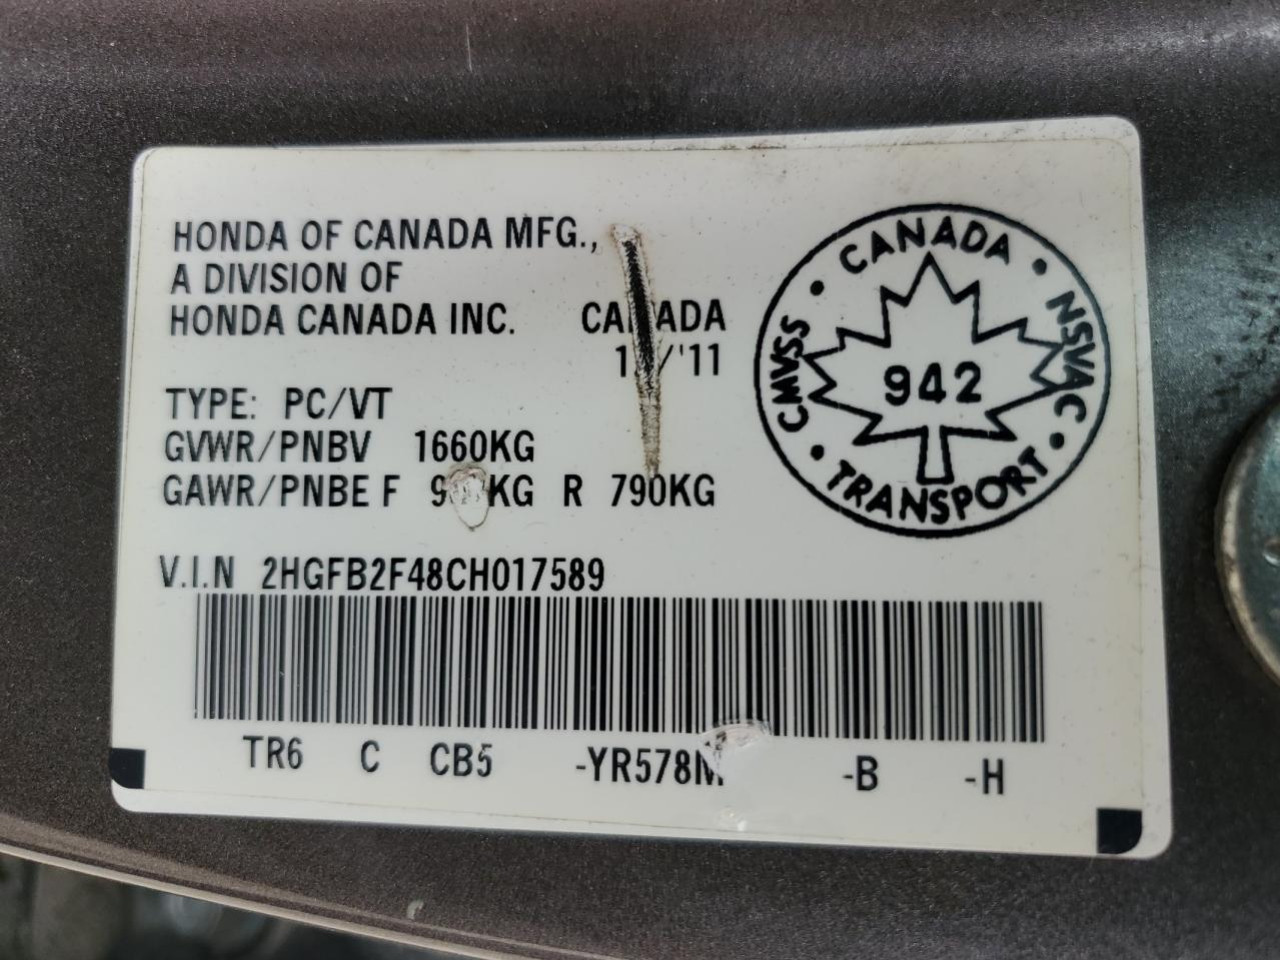 HONDA OF CANADA MFG.,
A DIVISION OF
HONDA CANADA INC. CANADA
TYPE: PC/VT
GVWR/PNBV 1660KG
GAWR/PNBE F KG R 790KG
V.I.N 2HGFB2F48CH017589
TR6 C CB5 -YR578M -B -H
CANADA
NSVAC
TRANSPORT
CMVSS
942